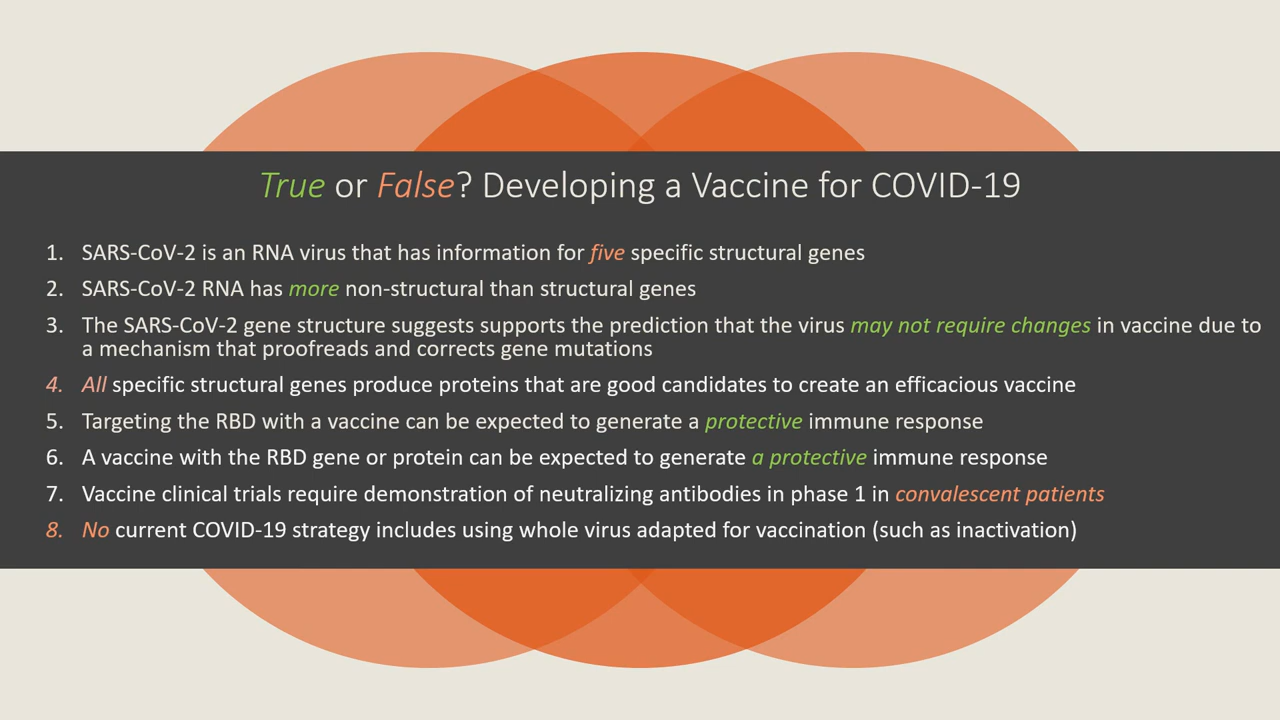 True or False? Developing a Vaccine for COVID-19
1. SARS-CoV-2 is an RNA virus that has information for five specific structural genes
2. SARS-CoV-2 RNA has more non-structural than structural genes
3. The SARS-CoV-2 gene structure suggests supports the prediction that the virus may not require changes in vaccine due to
a mechanism that proofreads and corrects gene mutations
4. All specific structural genes produce proteins that are good candidates to create an efficacious vaccine
5. Targeting the RBD with a vaccine can be expected to generate a protective immune response
6. A vaccine with the RBD gene or protein can be expected to generate a protective immune response
7. Vaccine clinical trials require demonstration of neutralizing antibodies in phase 1 in convalescent patients
8. No current COVID-19 strategy includes using whole virus adapted for vaccination (such as inactivation)